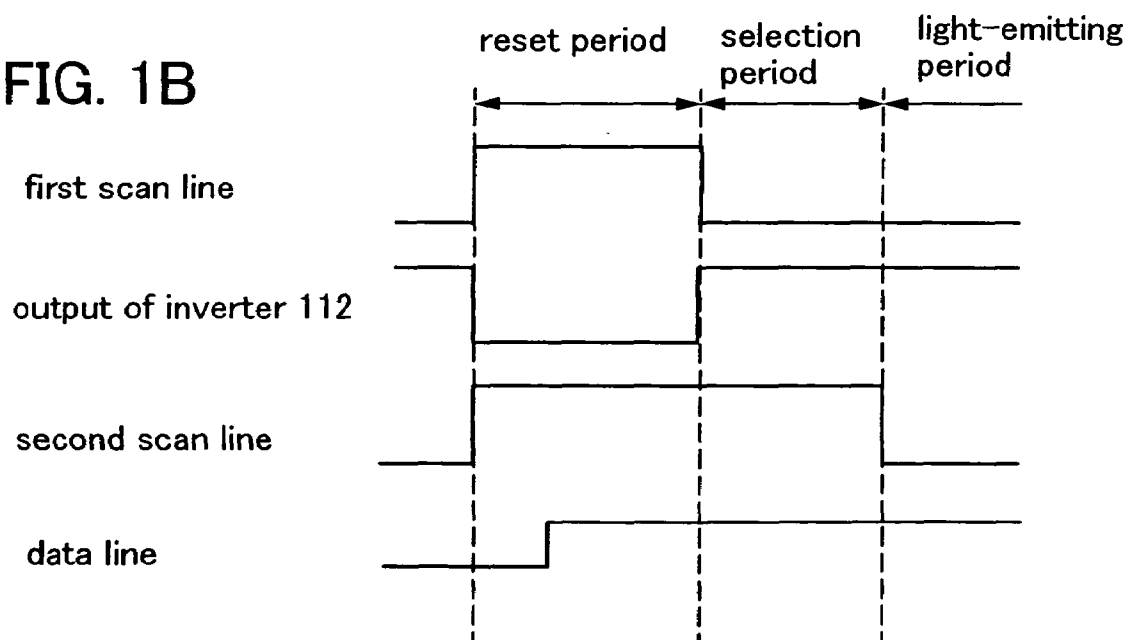 FIG. 1B
reset period
selection
period
light-emitting
period
first scan line
output of inverter 112
second scan line
data line